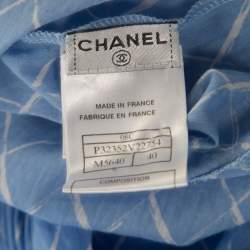 CHANEL
MADE IN FRANCE
FABRIQUE EN FRANCE
P32352V22754
M5640 40
COMPOSITION